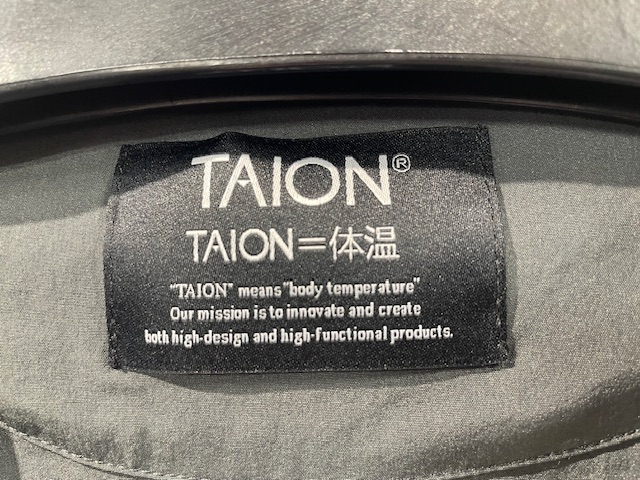 TAION®
TAION=体温
"TAION" means "body temperature"
Our mission is to innovate and create
both high-design and high-functional products.